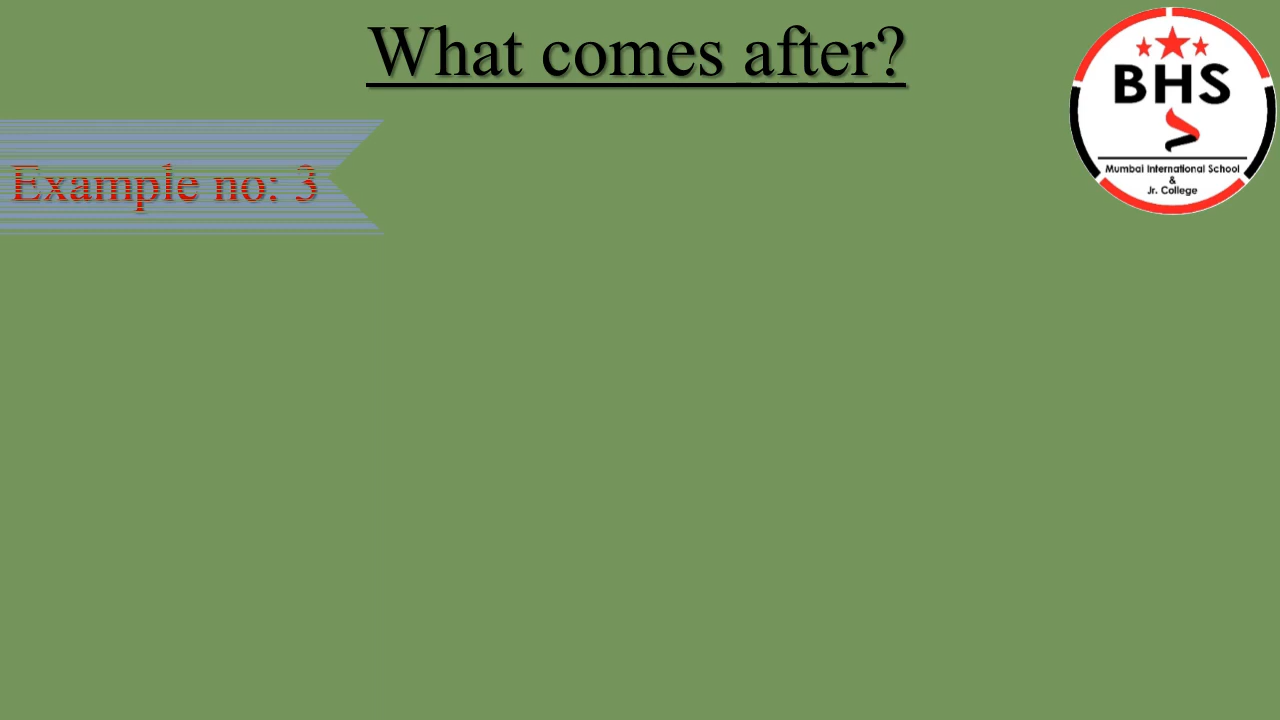 What comes after?
BHS
Mumbai International School
&
Jr. College
Example no: 3